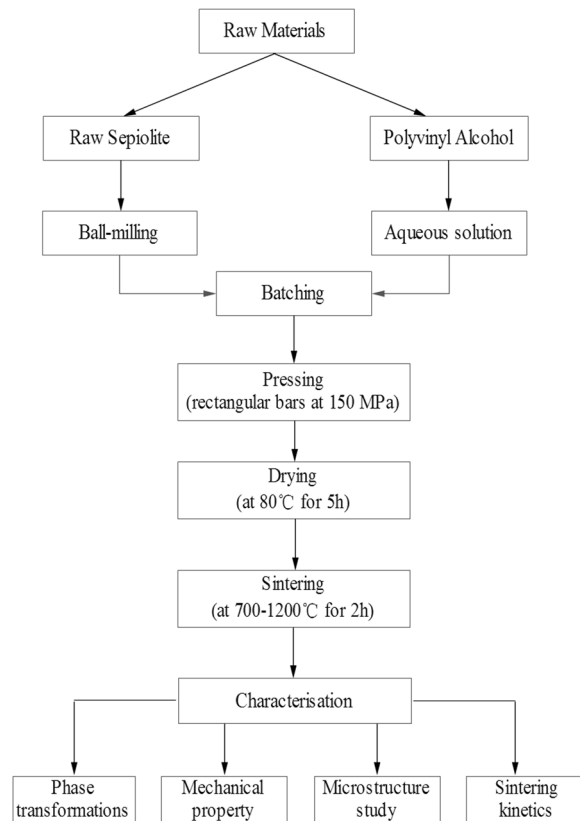 Raw Materials
Raw Sepiolite
Polyvinyl Alcohol
Ball-milling
Aqueous solution
Batching
Pressing
(rectangular bars at 150 MPa)
Drying
(at 80℃ for 5h)
Sintering
(at 700-1200℃ for 2h)
Characterisation
Phase
transformations
Mechanical
property
Microstructure
study
Sintering
kinetics